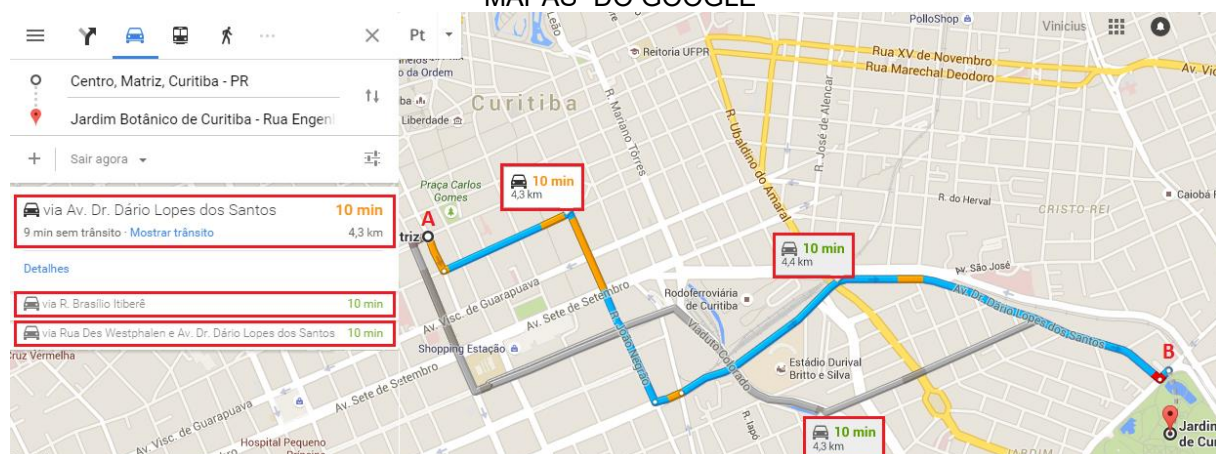 MAPAS" DO GOOGLE
Pt
Centro, Matriz, Curitiba - PR
Jardim Botânico de Curitiba - Rua Engen
Sair agora
via Av. Dr. Dário Lopes dos Santos 10 min
9 min sem trânsito · Mostrar trânsito 4,3 km
Detalhes
via R. Brasílio Itiberê 10 min
via Rua Des Westphalen e Av. Dr. Dário Lopes dos Santos 10 min
PolloShop
Vinicius
Reitoria UFPR
Rua XV de Novembro
Rua Marechal Deodoro
Av. Vic
o da Ordem
ba
Curitiba
Liberdade
R. Mariano Tôrres
R. Ubaldino do Amaral
R. José de Alencar
Leão
Praça Carlos
Gomes
10 min
4,3 km
A
triz
R. do Herval
CRISTO REI
Caiobá
10 min
4,4 km
Av. São José
Rodoferroviária
de Curitiba
Av. Visc. de Guarapuava
Av. Sete de Setembro
R. João Negrão
Viaduto Colorado
Av. Dr. Dário Lopes dos Santos
B
Shopping Estação
ruz Vermelha
Estádio Durival
Britto e Silva
Av. Sete de Setembro
Av. Visc. de Guarapuava
Hospital Pequeno
R. Iapó
10 min
4,3 km
Jardin
de Cur
JARDIM